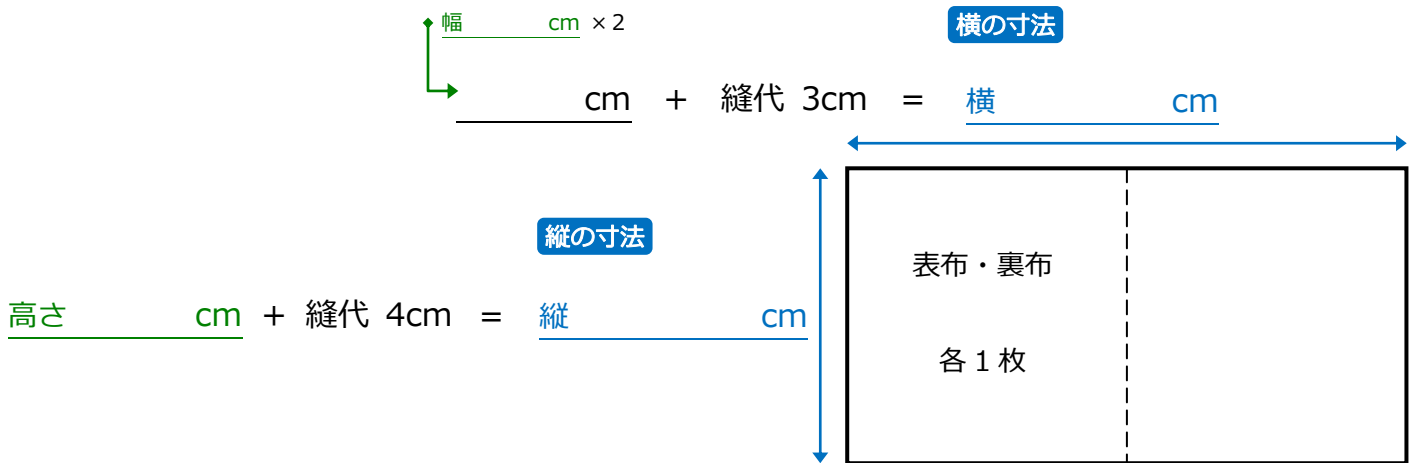 幅 cm ×2
横の寸法
cm + 縫代 3cm = 横 cm
縦の寸法
表布・裏布
高さ cm + 縫代 4cm = 縦 cm
各1枚